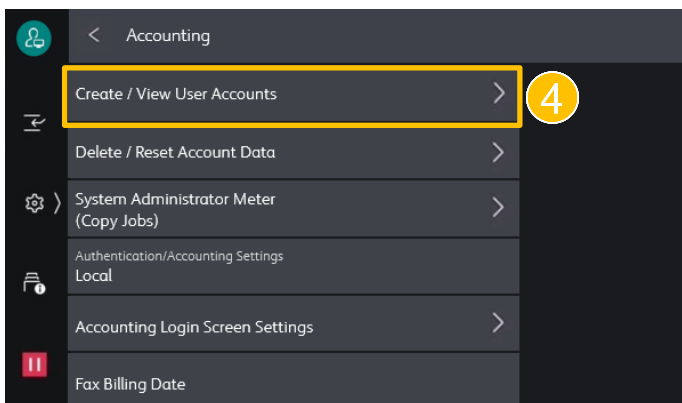 Accounting
Create / View User Accounts
4
Delete / Reset Account Data
System Administrator Meter
(Copy Jobs)
Authentication/Accounting Settings
Local
Accounting Login Screen Settings
Fax Billing Date